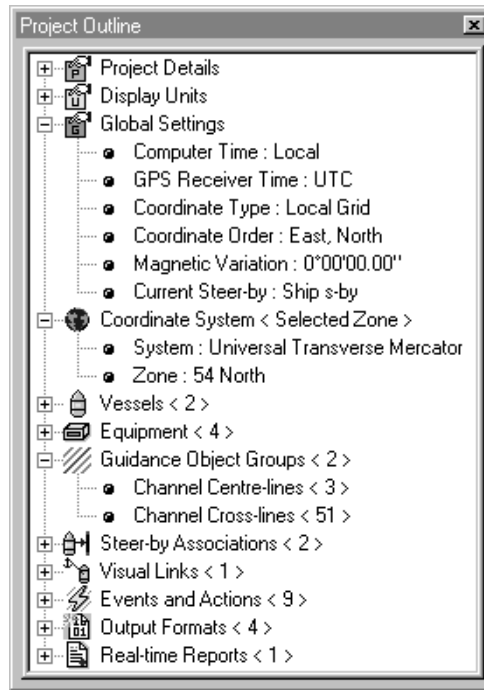 Project Outline
Project Details
Display Units
Global Settings
Computer Time : Local
GPS Receiver Time : UTC
Coordinate Type : Local Grid
Coordinate Order : East, North
Magnetic Variation : 0°00'00.00"
Current Steer-by : Ship s-by
Coordinate System < Selected Zone >
System : Universal Transverse Mercator
Zone : 54 North
Vessels < 2 >
Equipment < 4 >
Guidance Object Groups < 2 >
Channel Centre-lines < 3 >
Channel Cross-lines < 51 >
Steer-by Associations < 2 >
Visual Links < 1 >
Events and Actions < 9 >
Output Formats < 4 >
Real-time Reports < 1 >